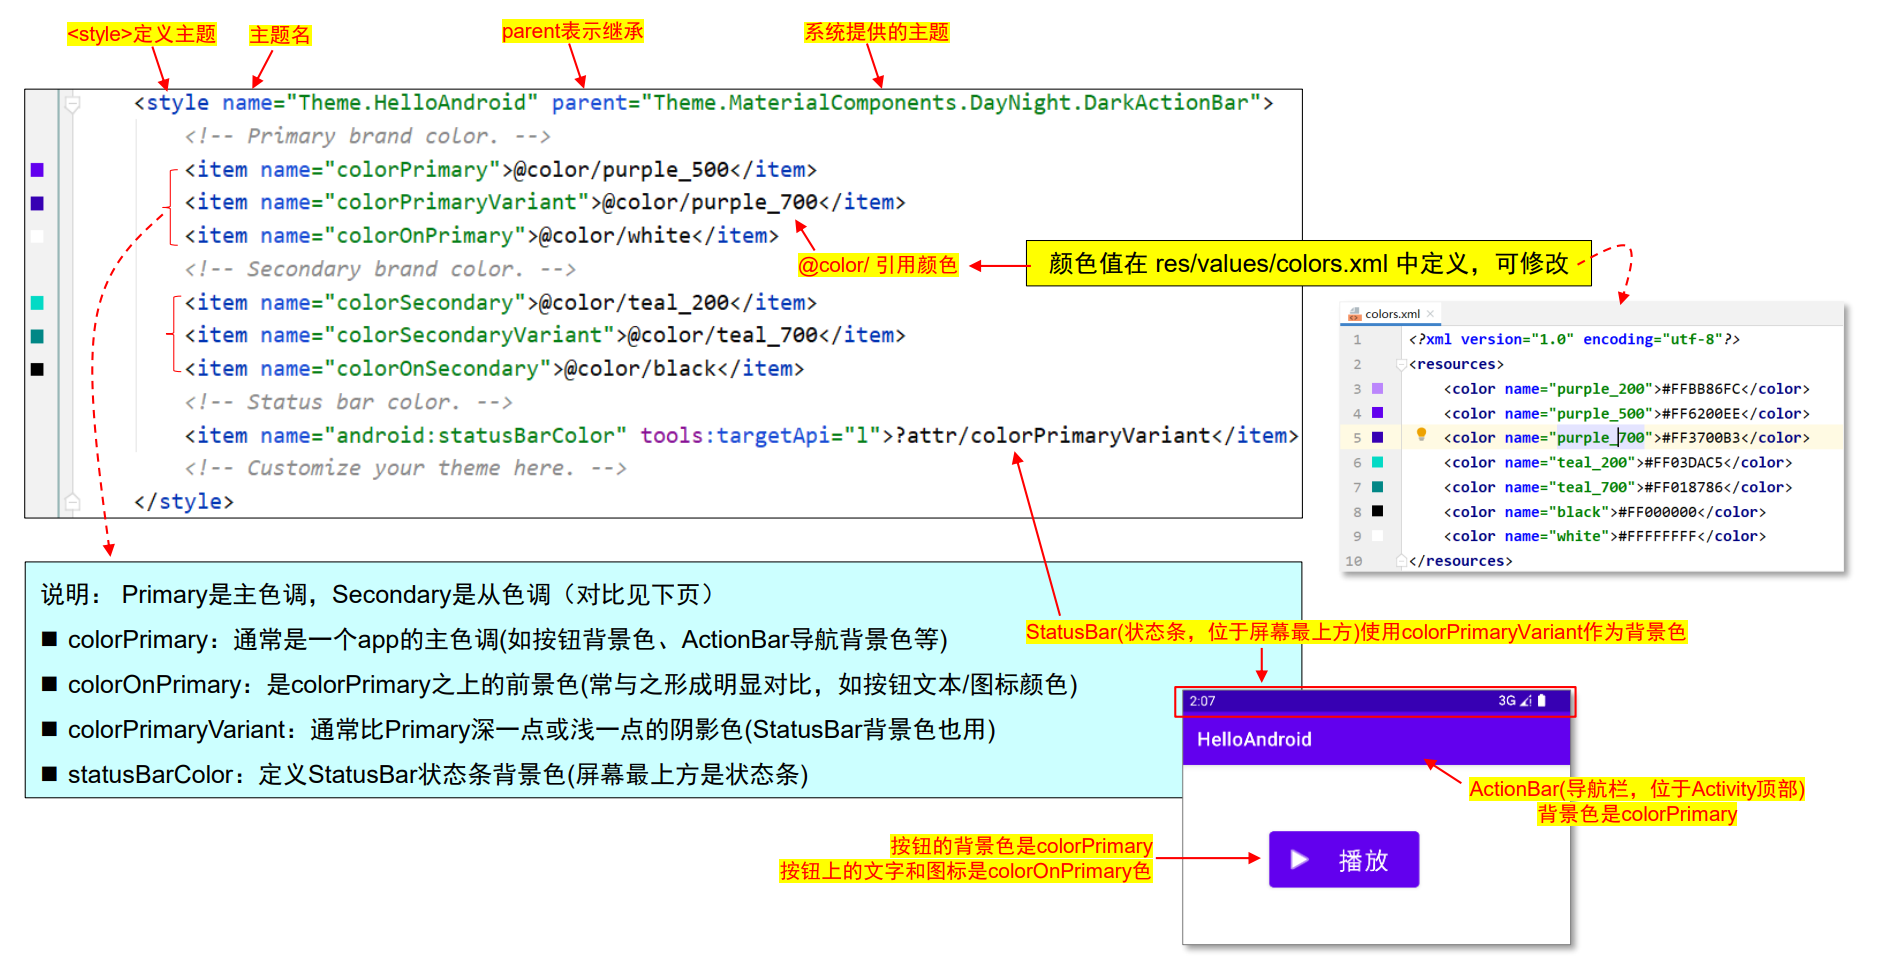 <style>定义主题
主题名
parent表示继承
系统提供的主题
<style name="Theme.HelloAndroid" parent="Theme.MaterialComponents.DayNight.DarkActionBar">
<!-- Primary brand color. -->
<item name="colorPrimary">@color/purple_500</item>
<item name="colorPrimaryVariant">@color/purple_700</item>
<item name="colorOnPrimary">@color/white</item>
<!-- Secondary brand color. -->
<item name="colorSecondary">@color/teal_200</item>
<item name="colorSecondaryVariant">@color/teal_700</item>
<item name="colorOnSecondary">@color/black</item>
<!-- Status bar color. -->
<item name="android:statusBarColor" tools:targetApi="l">?attr/colorPrimaryVariant</item>
<!-- Customize your theme here. -->
</style>
@color/ 引用颜色
颜色值在 res/values/colors.xml 中定义，可修改
colors.xml
1 <?xml version="1.0" encoding="utf-8"?>
2 <resources>
3 <color name="purple_200">#FFBB86FC</color>
4 <color name="purple_500">#FF6200EE</color>
5 <color name="purple_700">#FF3700B3</color>
6 <color name="teal_200">#FF03DAC5</color>
7 <color name="teal_700">#FF018786</color>
8 <color name="black">#FF000000</color>
9 <color name="white">#FFFFFFFF</color>
10 </resources>
说明： Primary是主色调，Secondary是从色调（对比见下页）
■ colorPrimary：通常是一个app的主色调(如按钮背景色、ActionBar导航背景色等)
■ colorOnPrimary：是colorPrimary之上的前景色(常与之形成明显对比，如按钮文本/图标颜色)
■ colorPrimaryVariant：通常比Primary深一点或浅一点的阴影色(StatusBar背景色也用)
■ statusBarColor：定义StatusBar状态条背景色(屏幕最上方是状态条)
StatusBar(状态条，位于屏幕最上方)使用colorPrimaryVariant作为背景色
2:07 3G
HelloAndroid
ActionBar(导航栏，位于Activity顶部)
背景色是colorPrimary
按钮的背景色是colorPrimary
按钮上的文字和图标是colorOnPrimary色
播放